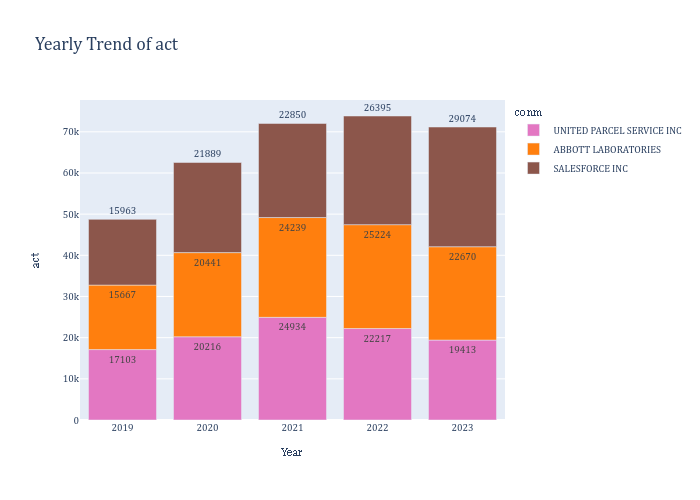 Yearly Trend of act
conm
UNITED PARCEL SERVICE INC
ABBOTT LABORATORIES
SALESFORCE INC
act
70k
60k
50k
40k
30k
20k
10k
0
15963
21889
22850
26395
29074
15667
20441
24239
25224
22670
17103
20216
24934
22217
19413
2019
2020
2021
2022
2023
Year